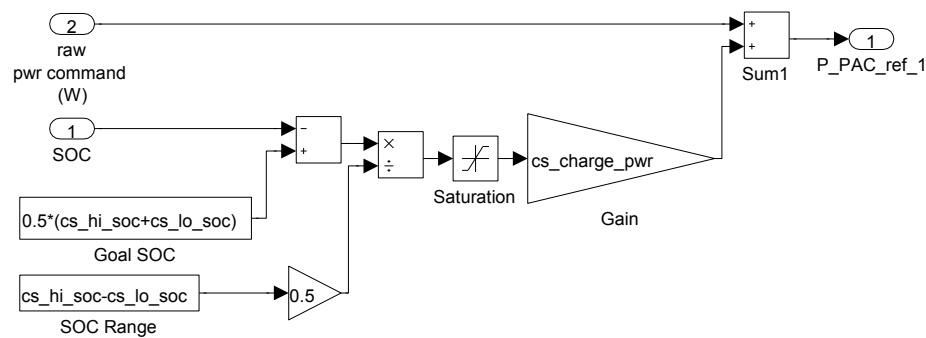 2
raw
pwr command
(W)
+
+
Sum1
1
P_PAC_ref_1
1
SOC
−
+
×
÷
Saturation
cs_charge_pwr
Gain
0.5*(cs_hi_soc+cs_lo_soc)
Goal SOC
cs_hi_soc-cs_lo_soc
SOC Range
0.5